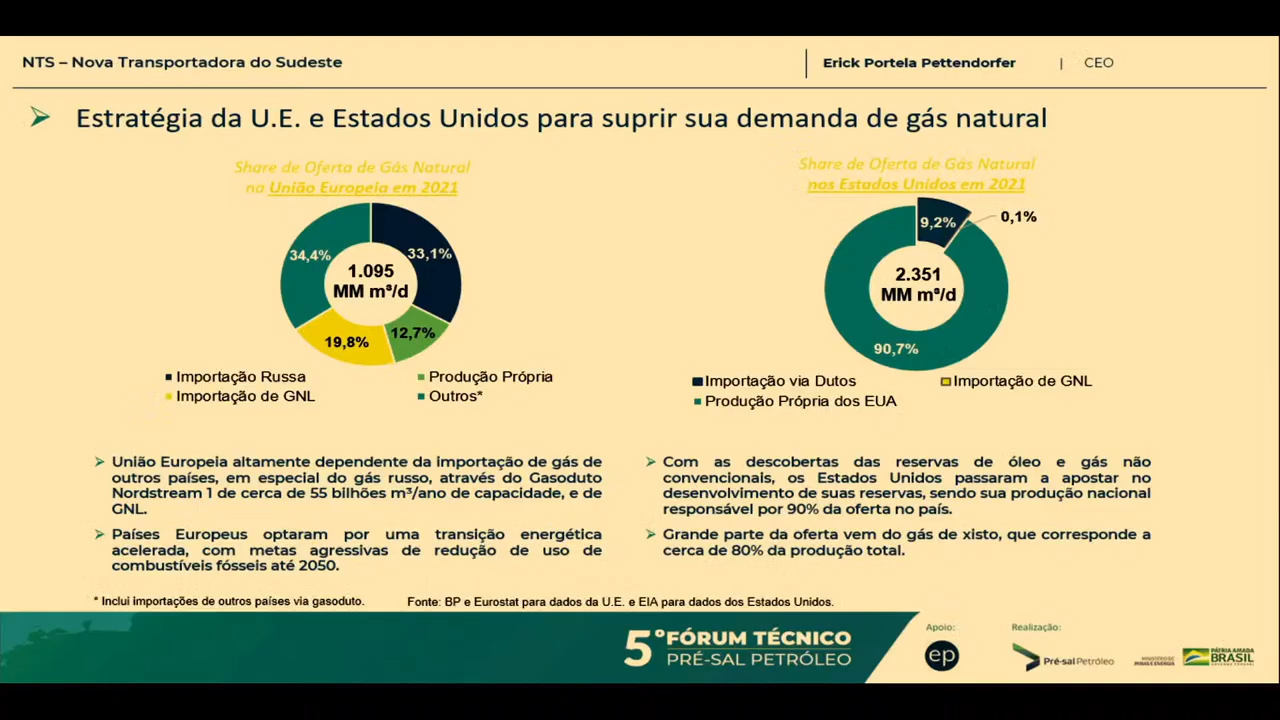 NTS – Nova Transportadora do Sudeste
Erick Portela Pettendorfer | CEO
Estratégia da U.E. e Estados Unidos para suprir sua demanda de gás natural
Share de Oferta de Gás Natural
na União Europeia em 2021
34,4%
33,1%
1.095
MM m³/d
19,8%
12,7%
Importação Russa
Produção Própria
Importação de GNL
Outros*
Share de Oferta de Gás Natural
nos Estados Unidos em 2021
9,2%
0,1%
2.351
MM m³/d
90,7%
Importação via Dutos
Importação de GNL
Produção Própria dos EUA
União Europeia altamente dependente da importação de gás de
outros países, em especial do gás russo, através do Gasoduto
Nordstream 1 de cerca de 55 bilhões m³/ano de capacidade, e de
GNL.
Países Europeus optaram por uma transição energética
acelerada, com metas agressivas de redução de uso de
combustíveis fósseis até 2050.
Com as descobertas das reservas de óleo e gás não
convencionais, os Estados Unidos passaram a apostar no
desenvolvimento de suas reservas, sendo sua produção nacional
responsável por 90% da oferta no país.
Grande parte da oferta vem do gás de xisto, que corresponde a
cerca de 80% da produção total.
* Inclui importações de outros países via gasoduto.
Fonte: BP e Eurostat para dados da U.E. e EIA para dados dos Estados Unidos.
5º FÓRUM TÉCNICO
PRÉ-SAL PETRÓLEO
Apoio:
ep
Realização:
Pré-sal Petróleo
MINISTÉRIO DE
MINAS E ENERGIA
PÁTRIA AMADA
BRASIL
GOVERNO FEDERAL